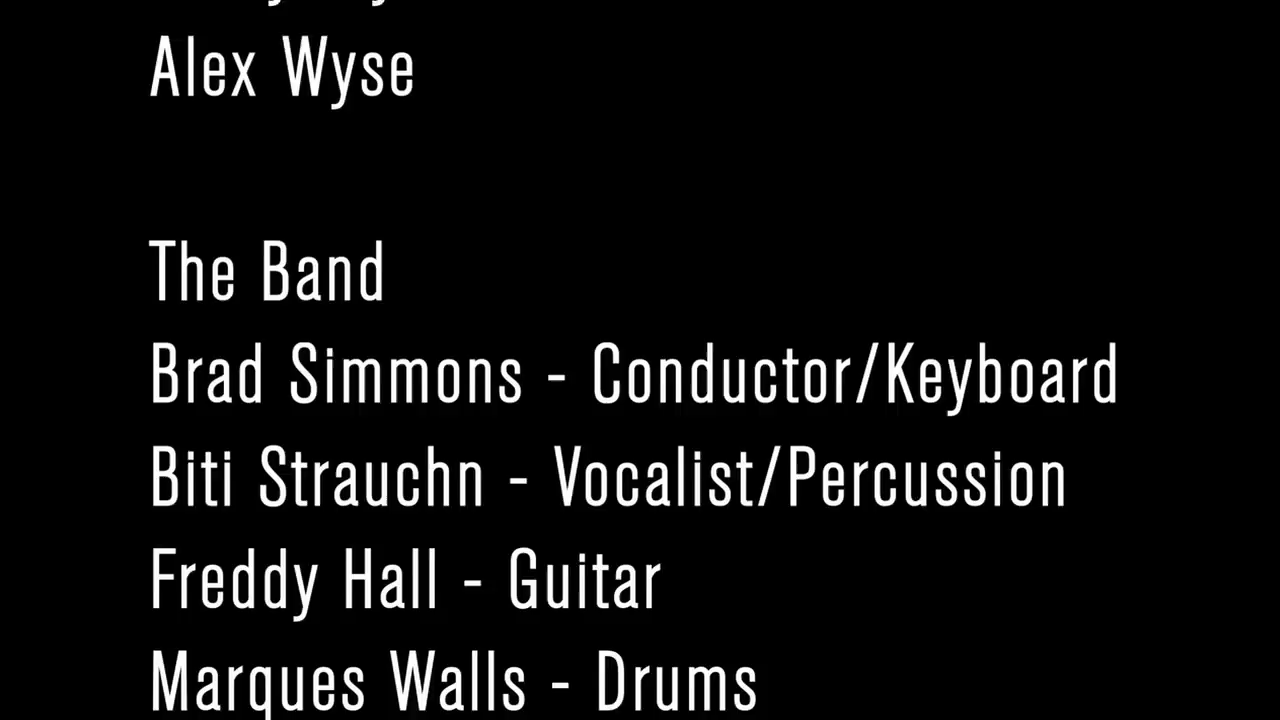 Alex Wyse
The Band
Brad Simmons - Conductor/Keyboard
Biti Strauchn - Vocalist/Percussion
Freddy Hall - Guitar
Marques Walls - Drums